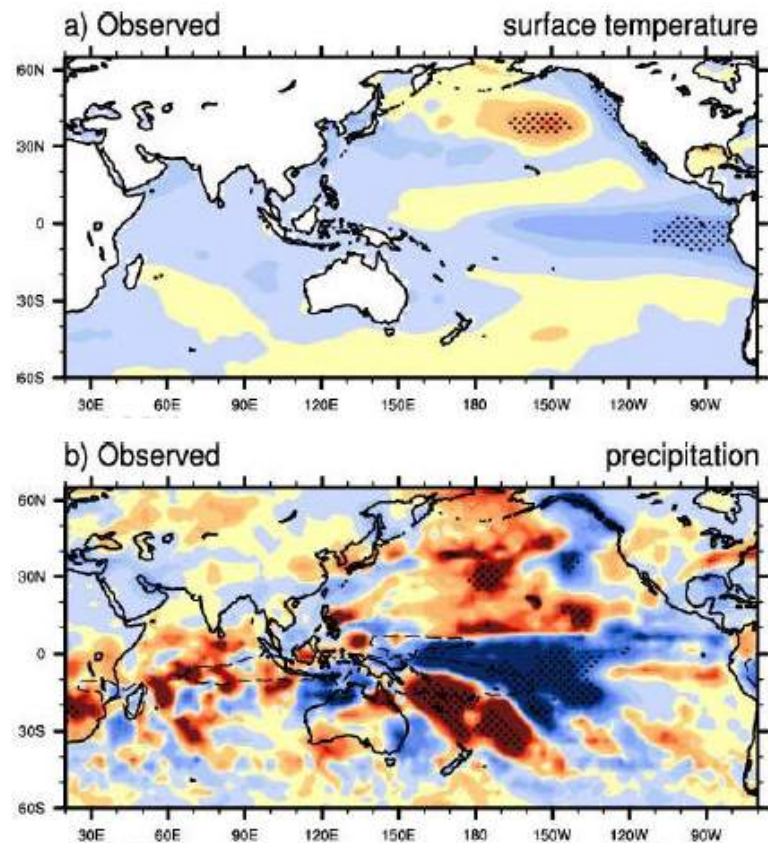 a) Observed surface temperature
60N
30N
0
30S
60S
30E 60E 90E 120E 150E 180 150W 120W 90W
b) Observed precipitation
60N
30N
0
30S
60S
30E 60E 90E 120E 150E 180 150W 120W 90W